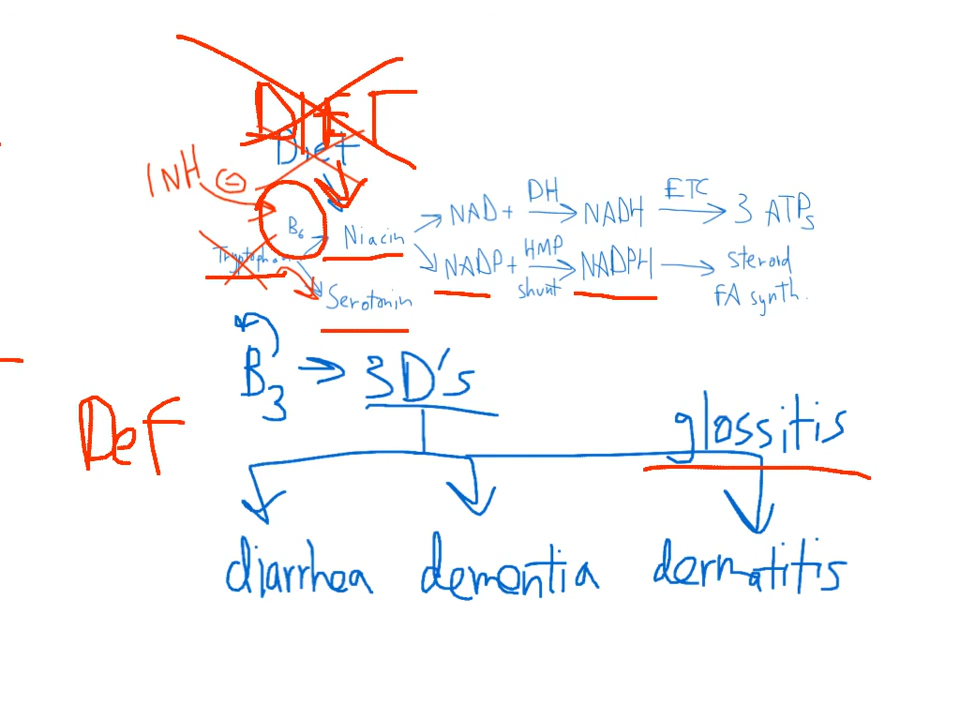 DIET
Diet
INH ⊖
B6 Niacin → NAD+ DH → NADH ETC → 3 ATPs
Tryptophan NADP+ HMP shunt → NADPH → steroid FA synth.
Serotonin
B3 → 3D's
Def glossitis
diarrhea dementia dermatitis